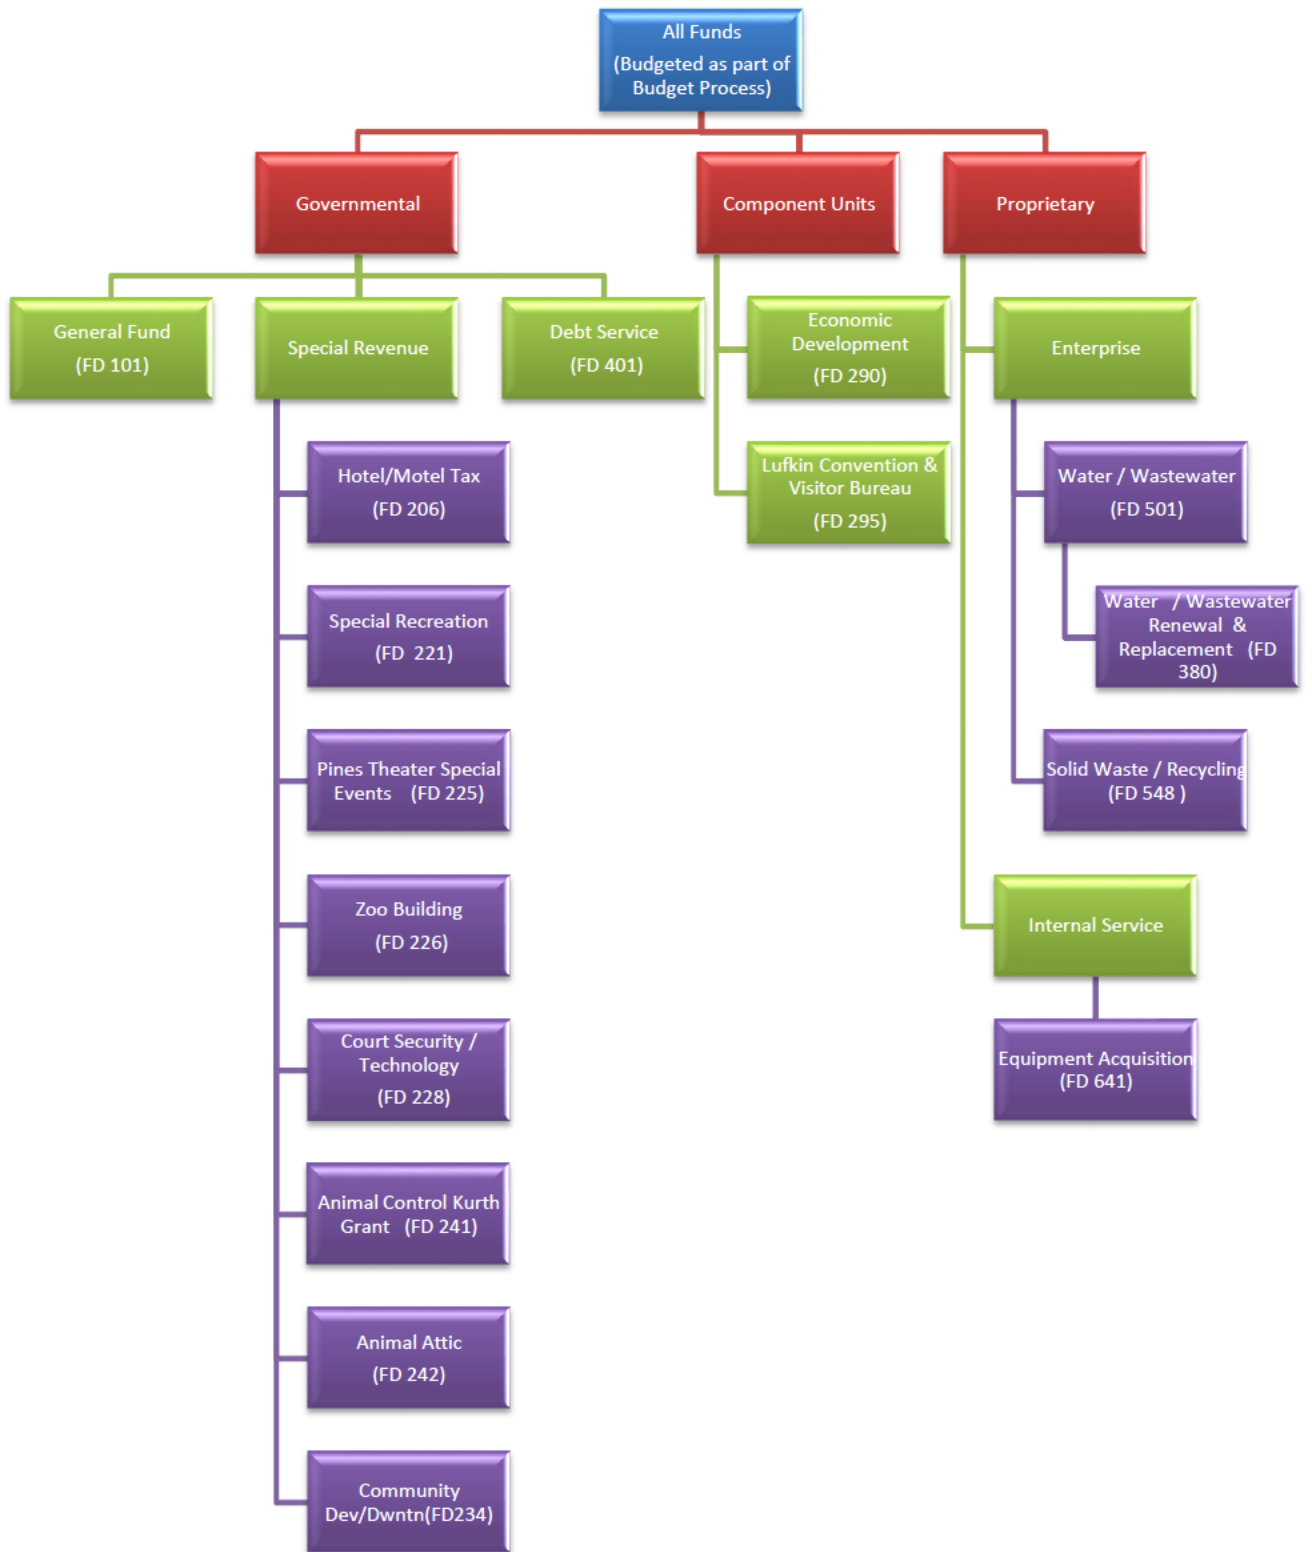 All Funds
(Budgeted as part of
Budget Process)
Governmental
Component Units
Proprietary
General Fund
(FD 101)
Special Revenue
Debt Service
(FD 401)
Economic
Development
(FD 290)
Enterprise
Hotel/Motel Tax
(FD 206)
Lufkin Convention &
Visitor Bureau
(FD 295)
Water / Wastewater
(FD 501)
Special Recreation
(FD 221)
Water / Wastewater
Renewal &
Replacement (FD
380)
Pines Theater Special
Events (FD 225)
Solid Waste / Recycling
(FD 548 )
Zoo Building
(FD 226)
Internal Service
Court Security /
Technology
(FD 228)
Equipment Acquisition
(FD 641)
Animal Control Kurth
Grant (FD 241)
Animal Attic
(FD 242)
Community
Dev/Dwntn(FD234)